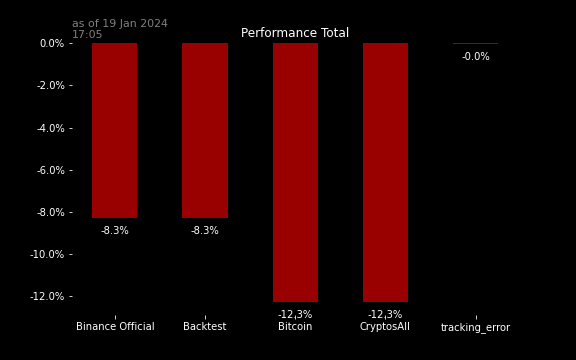 as of 19 Jan 2024
17:05
Performance Total
0.0%
-2.0%
-4.0%
-6.0%
-8.0%
-10.0%
-12.0%
-8.3%
-8.3%
-12.3%
-12.3%
-0.0%
Binance Official
Backtest
Bitcoin
CryptosAll
tracking_error